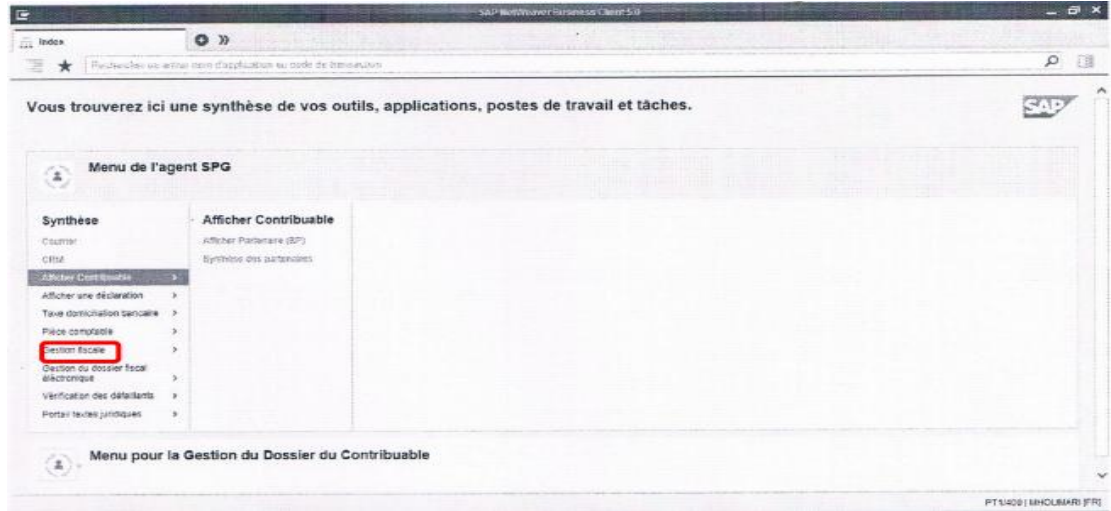 SAP NetWeaver Business Client 5.0
Index
Rechercher ou entrer nom d'application ou code de transaction
Vous trouverez ici une synthèse de vos outils, applications, postes de travail et tâches.
SAP
Menu de l'agent SPG
Synthèse
Courrier
CRM
Afficher Contribuable
Afficher une déclaration
Taxe domiciliation bancaire
Pièce comptable
Gestion fiscale
Gestion du dossier fiscal
électronique
Vérification des défaillants
Portail textes juridiques
Afficher Contribuable
Afficher Partenaire (BP)
Synthèse des partenaires
Menu pour la Gestion du Dossier du Contribuable
MHOUMARI [FR]